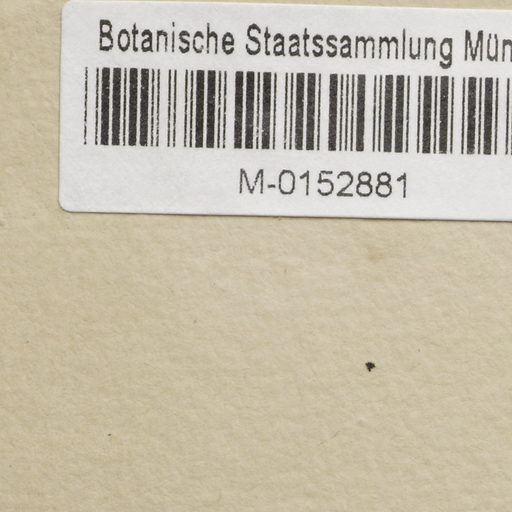 Botanische Staatssammlung Mün
M-0152881